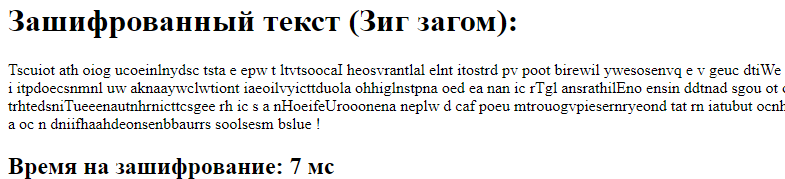 Зашифрованный текст (Зиг загом):
Tscuiot ath oiog ucoeinlnydsc tsta e epw t ltvtsoocaI heosvrantlal elnt itostrd pv poot birewil ywesosenvq e v geuc dtiWe
i itpdoecsnmnl uw aknaaywclwtiont iaeoilvyicttduola ohhiglnstpna oed ea nan ic rTgl ansrathilEno ensin ddtnad sgou ot
trhtedsniTueeenautnhrnicttcsgee rh ic s a nHoeifeUrooonena neplw d caf poeu mtrouogvpiesernryeond tat rn iatubut ocnh
a oc n dniifhaahdeonsenbbaurrs soolsesm bslue !
Время на зашифрование: 7 мс